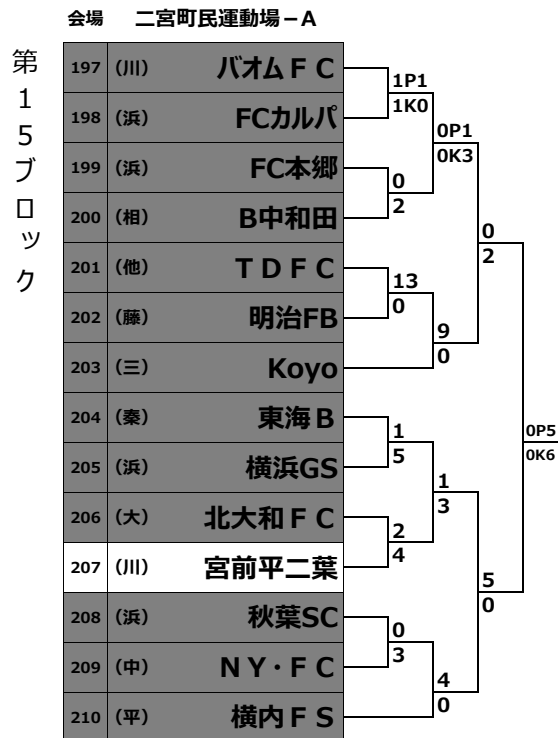 会場 二宮町民運動場－A
第15ブロック
197 (川) バオムＦＣ
198 (浜) FCカルパ
199 (浜) FC本郷
200 (相) B中和田
201 (他) ＴＤＦＣ
202 (藤) 明治FB
203 (三) Koyo
204 (秦) 東海Ｂ
205 (浜) 横浜GS
206 (大) 北大和ＦＣ
207 (川) 宮前平二葉
208 (浜) 秋葉SC
209 (中) ＮＹ・ＦＣ
210 (平) 横内ＦＳ
1P1
1K0
0
2
13
0
1
5
2
4
0
3
0P1
0K3
9
0
1
3
4
0
0
2
5
0
0P5
0K6